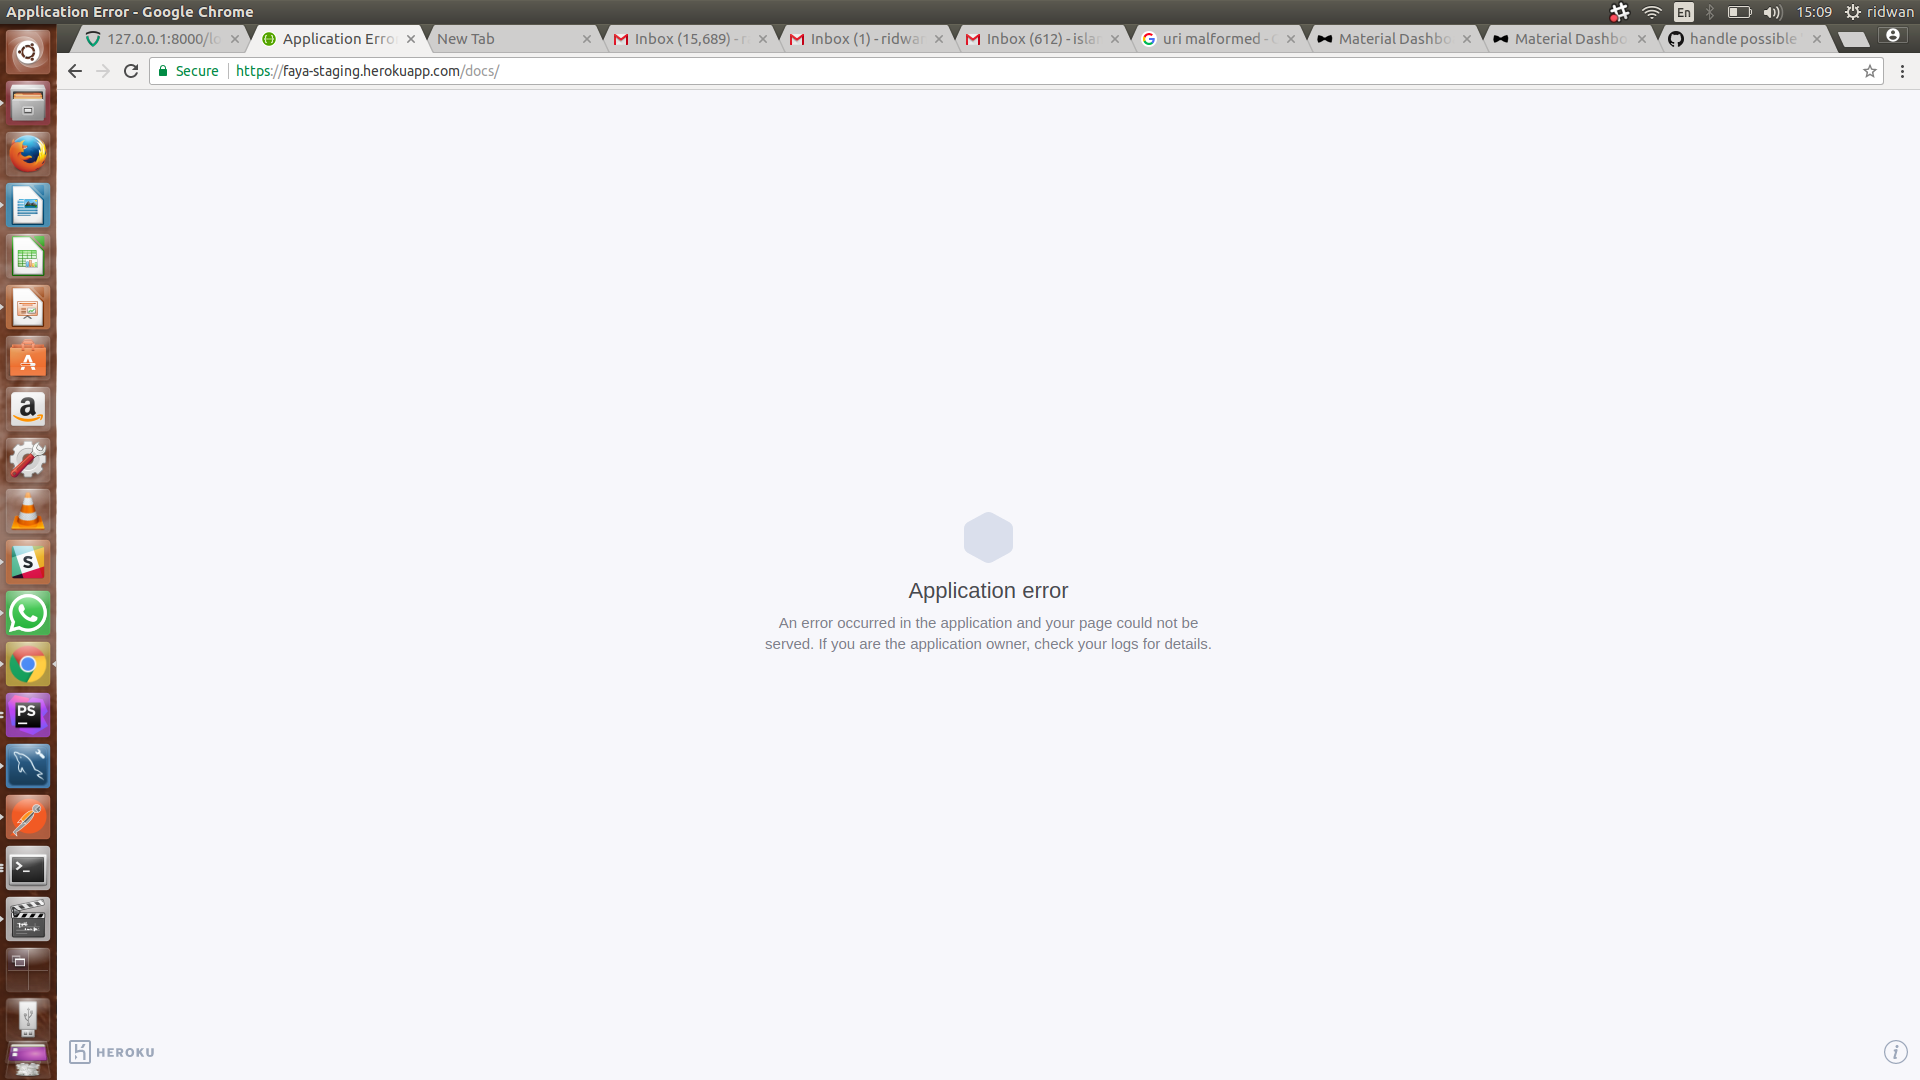 Application Error - Google Chrome
En
15:09
ridwan
127.0.0.1:8000/lo
Application Erro
New Tab
Inbox (15,689) - r
Inbox (1) - ridwa
Inbox (612) - isla
uri malformed -
Material Dashbo
Material Dashbo
handle possible
Secure
https://faya-staging.herokuapp.com/docs/
Application error
An error occurred in the application and your page could not be
served. If you are the application owner, check your logs for details.
HEROKU
i
A
a
S
PS
>_